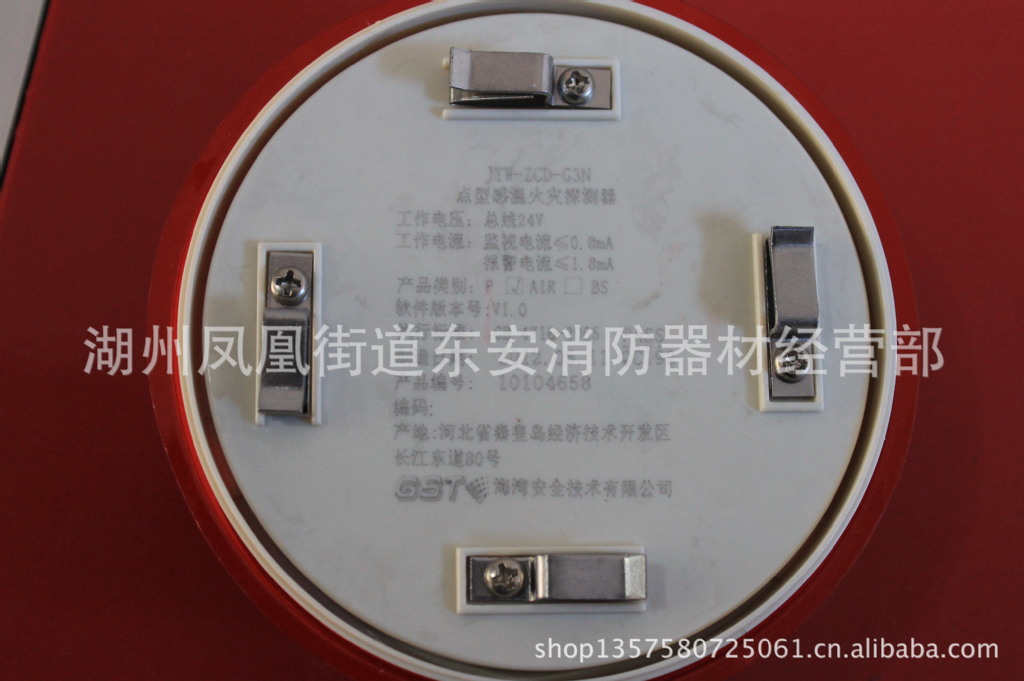 JTW-ZCD-G3N
点型感温火灾探测器
工作电压：总线24V
工作电流：监视电流≤0.8mA
报警电流≤1.8mA
产品类别：P ☑A1R □BS
软件版本号:V1.0
湖州凤凰街道东安消防器材经营部
产品编号： 10104658
编码:
产地:河北省秦皇岛经济技术开发区
长江东道80号
GST 海湾安全技术有限公司
shop1357580725061.cn.alibaba.com